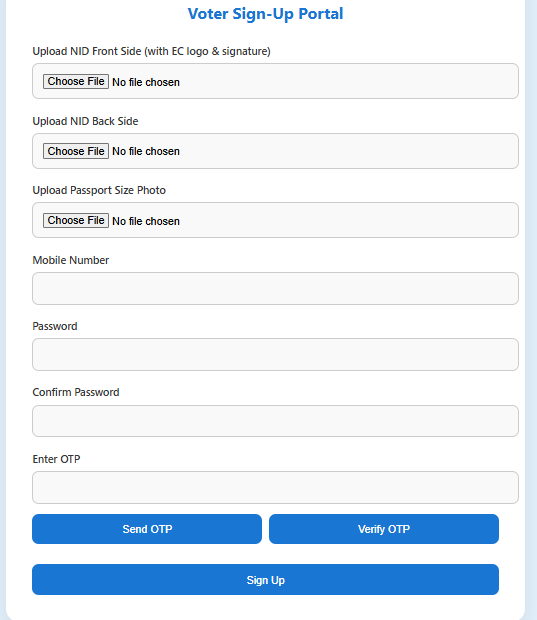 Voter Sign-Up Portal
Upload NID Front Side (with EC logo & signature)
Choose File No file chosen
Upload NID Back Side
Choose File No file chosen
Upload Passport Size Photo
Choose File No file chosen
Mobile Number
Password
Confirm Password
Enter OTP
Send OTP Verify OTP
Sign Up